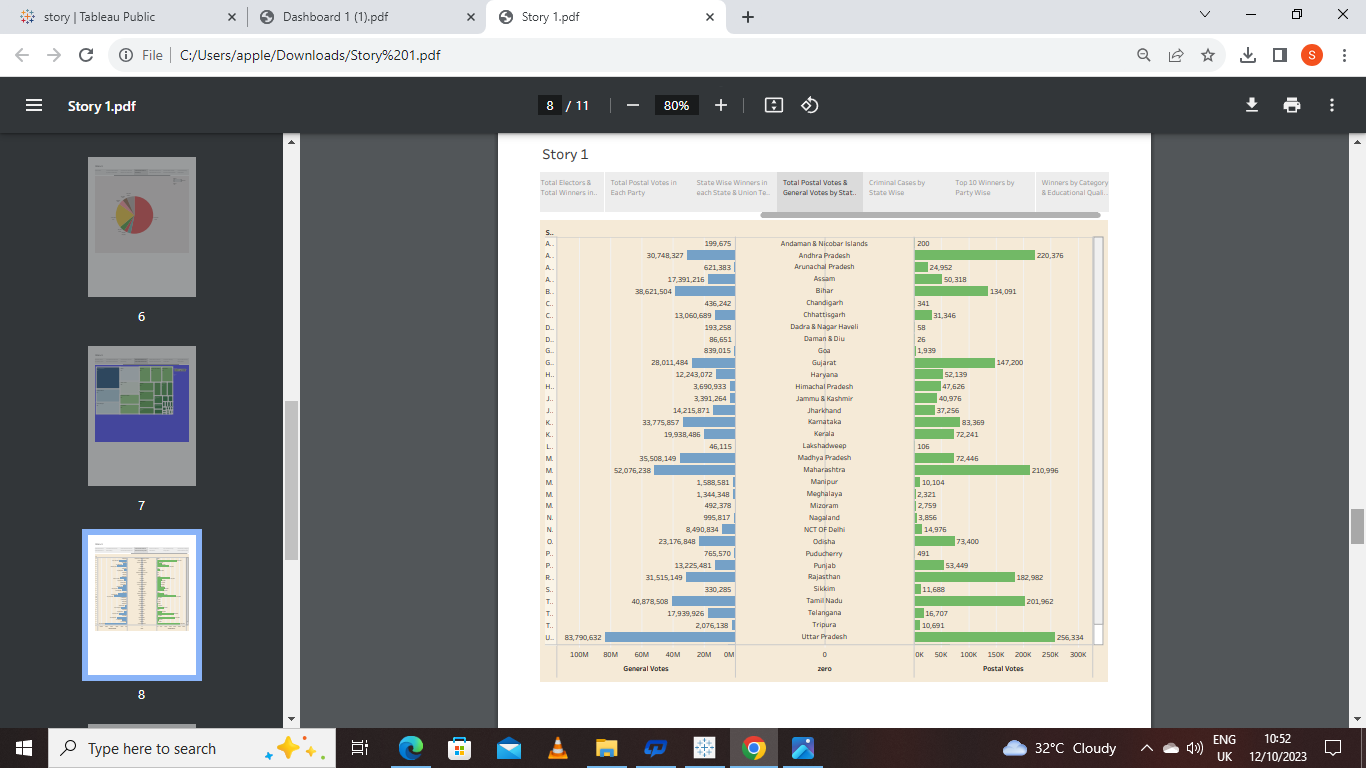 story | Tableau Public
Dashboard 1 (1).pdf
Story 1.pdf
File
C:/Users/apple/Downloads/Story%201.pdf
S
Story 1.pdf
8 / 11
80%
6
7
8
Story 1
Total Electors & Total Winners in..
Total Postal Votes in Each Party
State Wise Winners in each State & Union Te..
Total Postal Votes & General Votes by Stat..
Criminal Cases by State Wise
Top 10 Winners by Party Wise
Winners by Category & Educational Quali..
S..
A.. 199,675 Andaman & Nicobar Islands 200
A.. 30,748,327 Andhra Pradesh 220,376
A.. 621,383 Arunachal Pradesh 24,952
A.. 17,391,216 Assam 50,318
B.. 38,621,504 Bihar 134,091
C.. 436,242 Chandigarh 341
C.. 13,060,689 Chhattisgarh 31,346
D.. 193,258 Dadra & Nagar Haveli 58
D.. 86,651 Daman & Diu 26
G.. 839,015 Goa 1,939
G.. 28,011,484 Gujarat 147,200
H.. 12,243,072 Haryana 52,139
H.. 3,690,933 Himachal Pradesh 47,626
J.. 3,391,264 Jammu & Kashmir 40,976
J.. 14,215,871 Jharkhand 37,256
K.. 33,775,857 Karnataka 83,369
K.. 19,938,486 Kerala 72,241
L.. 46,115 Lakshadweep 106
M. 35,508,149 Madhya Pradesh 72,446
M. 52,076,238 Maharashtra 210,996
M. 1,588,581 Manipur 10,104
M. 1,344,348 Meghalaya 2,321
M. 492,378 Mizoram 2,759
N.. 995,817 Nagaland 3,856
N.. 8,490,834 NCT OF Delhi 14,976
O. 23,176,848 Odisha 73,400
P.. 765,570 Puducherry 491
P.. 13,225,481 Punjab 53,449
R.. 31,515,149 Rajasthan 182,982
S.. 330,285 Sikkim 11,688
T.. 40,878,508 Tamil Nadu 201,962
T.. 17,939,926 Telangana 16,707
T.. 2,076,138 Tripura 10,691
U.. 83,790,632 Uttar Pradesh 256,334
100M 80M 60M 40M 20M 0M 0 0K 50K 100K 150K 200K 250K 300K
General Votes zero Postal Votes
Type here to search
32°C Cloudy
ENG
UK
10:52
12/10/2023